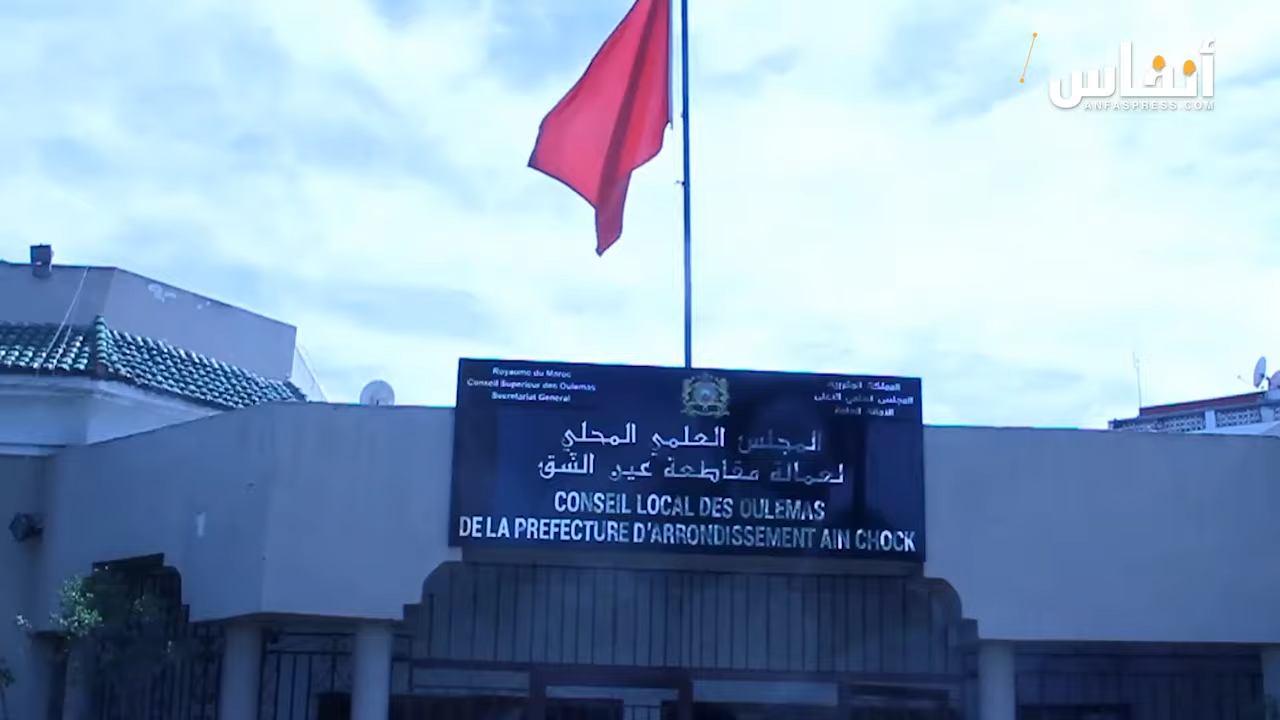 أنفاس
ANFASPRESS.COM
Royaume du Maroc
Conseil Superieur des Oulemas
Secretariat General
المملكة المغربية
المجلس العلمي الأعلى
الأمانة العامة
المجلس العلمي المحلي
لعمالة مقاطعة عين الشق
CONSEIL LOCAL DES OULEMAS
DE LA PREFECTURE D'ARRONDISSEMENT AIN CHOCK